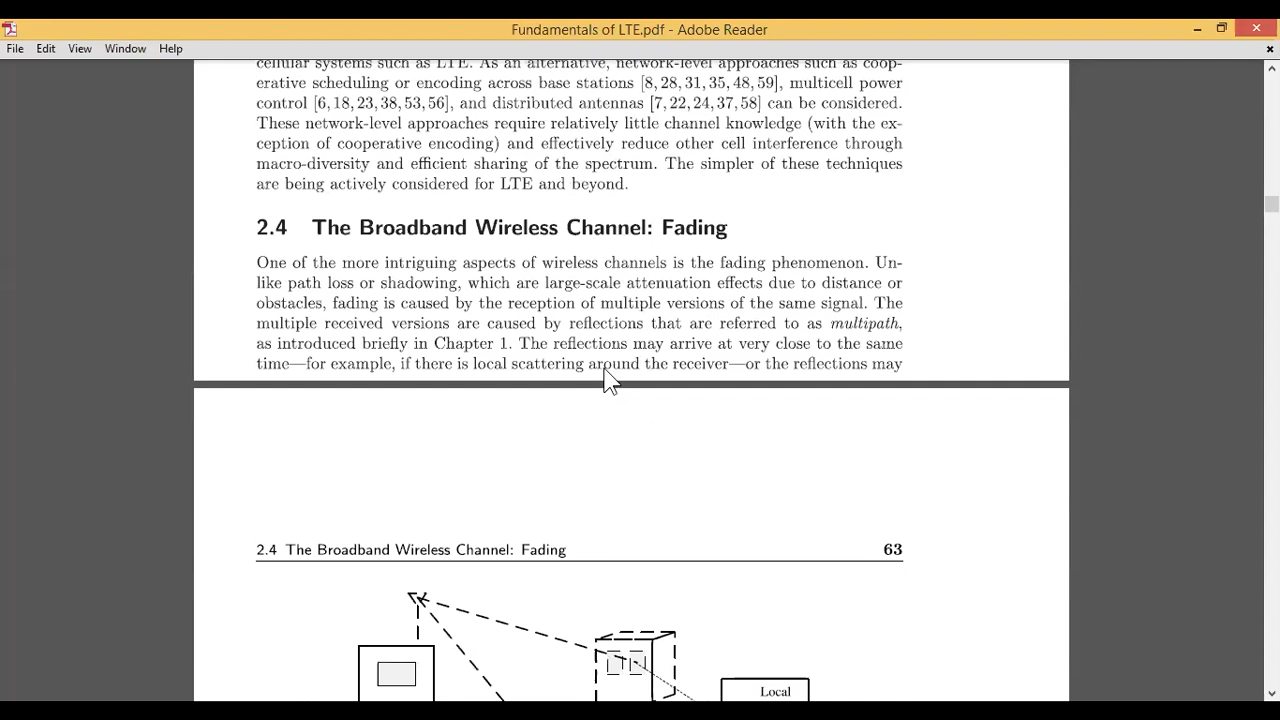 Fundamentals of LTE.pdf - Adobe Reader
File Edit View Window Help
cellular systems such as LTE. As an alternative, network-level approaches such as coop-
erative scheduling or encoding across base stations [8, 28, 31, 35, 48, 59], multicell power
control [6, 18, 23, 38, 53, 56], and distributed antennas [7, 22, 24, 37, 58] can be considered.
These network-level approaches require relatively little channel knowledge (with the ex-
ception of cooperative encoding) and effectively reduce other cell interference through
macro-diversity and efficient sharing of the spectrum. The simpler of these techniques
are being actively considered for LTE and beyond.
2.4 The Broadband Wireless Channel: Fading
One of the more intriguing aspects of wireless channels is the fading phenomenon. Un-
like path loss or shadowing, which are large-scale attenuation effects due to distance or
obstacles, fading is caused by the reception of multiple versions of the same signal. The
multiple received versions are caused by reflections that are referred to as multipath,
as introduced briefly in Chapter 1. The reflections may arrive at very close to the same
time—for example, if there is local scattering around the receiver—or the reflections may
2.4 The Broadband Wireless Channel: Fading 63
Local